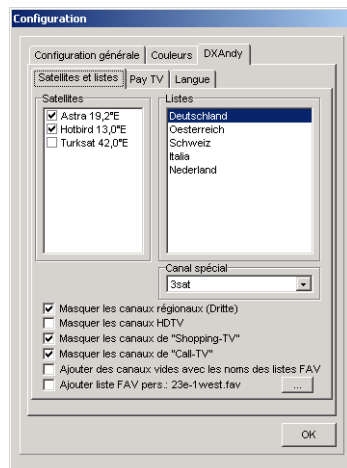 Configuration
Configuration générale
Couleurs
DXAndy
Satellites et listes
Pay TV
Langue
Satellites
Astra 19,2°E
Hotbird 13,0°E
Turksat 42,0°E
Listes
Deutschland
Oesterreich
Schweiz
Italia
Nederland
Canal spécial
3sat
Masquer les canaux régionaux (Dritte)
Masquer les canaux HDTV
Masquer les canaux de "Shopping-TV"
Masquer les canaux de "Call-TV"
Ajouter des canaux vides avec les noms des listes FAV
Ajouter liste FAV pers.: 23e-1west.fav
...
OK